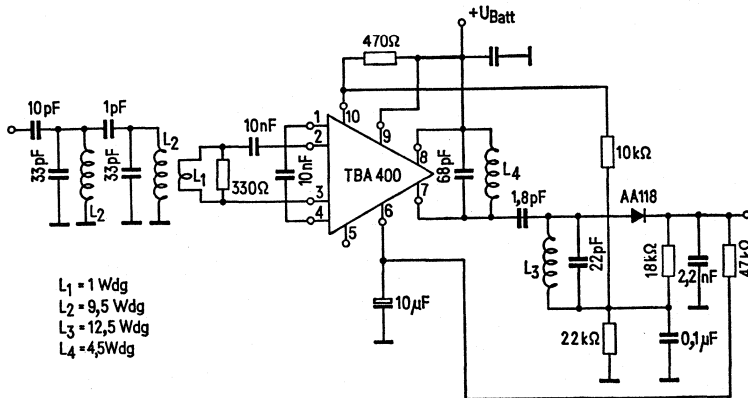 +U_Batt
470Ω
10pF
1pF
L₂
10nF
1
2
10
9
33pF
33pF
L₂
L₁
330Ω
10nF
3
4
5
6
TBA 400
8
7
68pF
L₄
10kΩ
1,8pF
AA118
L₃
22pF
18kΩ
2,2nF
47kΩ
10µF
22kΩ
0,1µF
L₁ = 1 Wdg
L₂ = 9,5 Wdg
L₃ = 12,5 Wdg
L₄ = 4,5 Wdg